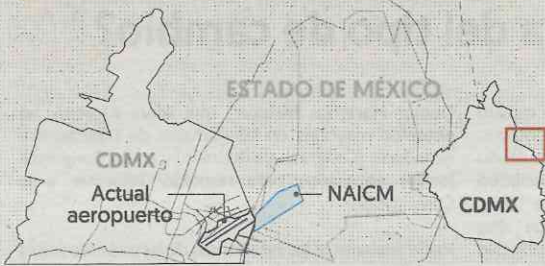 ESTADO DE MÉXICO
CDMX
Actual
aeropuerto
NAICM
CDMX